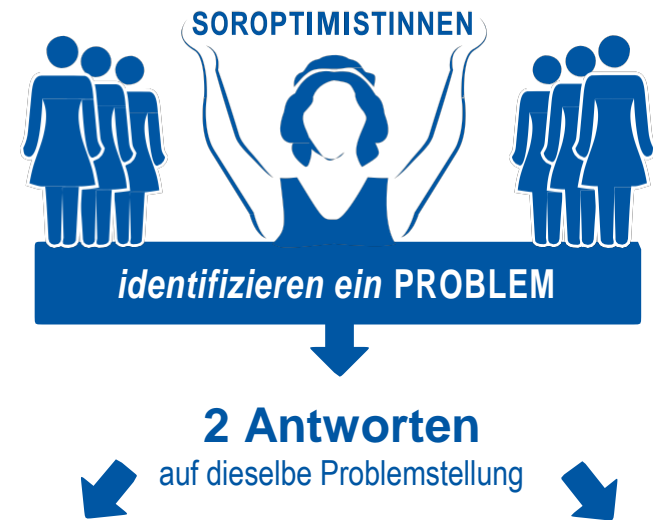 SOROPTIMISTINNEN
identifizieren ein PROBLEM
2 Antworten
auf dieselbe Problemstellung